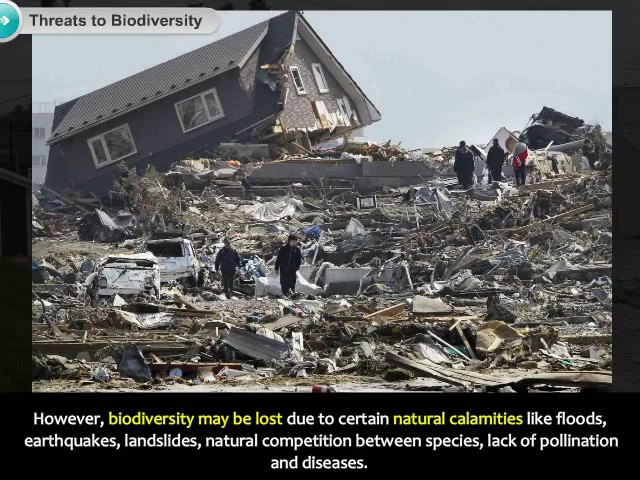 Threats to Biodiversity
However, biodiversity may be lost due to certain natural calamities like floods,
earthquakes, landslides, natural competition between species, lack of pollination
and diseases.